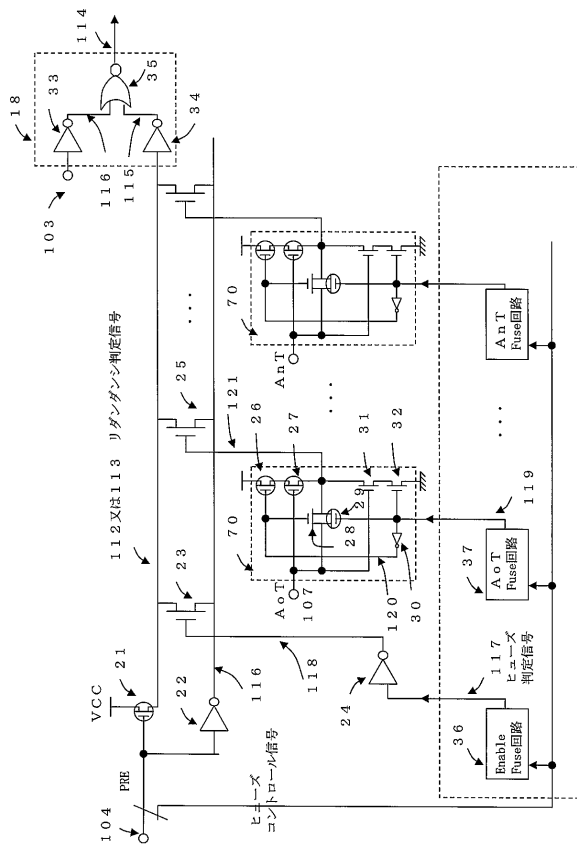 104
PRE
VCC
21
22
ヒューズ
コントロール信号
116
112又は113 リダンダンシ判定信号
23
118
24
117
ヒューズ
判定信号
36
Enable
Fuse回路
25
121
26
27
28
29
30
31
32
70
AoT
107
120
119
37
AoT
Fuse回路
...
...
...
70
AnT
AnT
Fuse回路
18
33
34
35
103
116
115
114